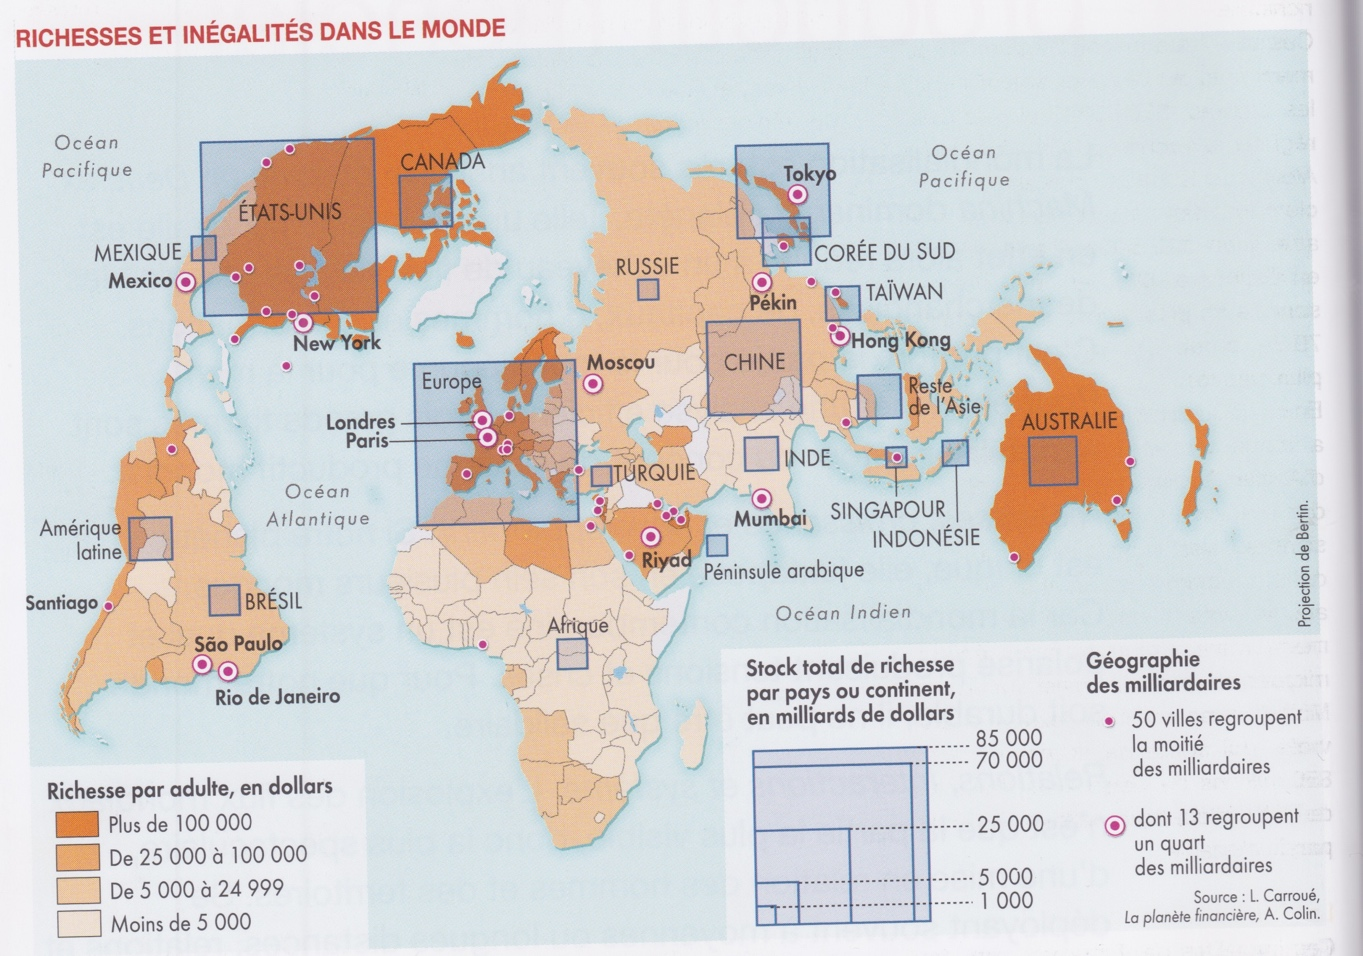 RICHESSES ET INÉGALITÉS DANS LE MONDE
Océan
Pacifique
CANADA
ÉTATS-UNIS
MEXIQUE
Mexico
New York
Tokyo
Océan
Pacifique
CORÉE DU SUD
RUSSIE
Pékin
TAÏWAN
Hong Kong
Moscou
CHINE
Europe
Londres
Paris
Reste
de l'Asie
AUSTRALIE
TURQUIE
INDE
SINGAPOUR
INDONÉSIE
Mumbai
Riyad
Péninsule arabique
Océan
Atlantique
Amérique
latine
Santiago
BRÉSIL
São Paulo
Rio de Janeiro
Afrique
Océan Indien
Projection de Bertin.
Richesse par adulte, en dollars
Plus de 100 000
De 25 000 à 100 000
De 5 000 à 24 999
Moins de 5 000
Stock total de richesse
par pays ou continent,
en milliards de dollars
85 000
70 000
25 000
5 000
1 000
Géographie
des milliardaires
50 villes regroupent
la moitié
des milliardaires
dont 13 regroupent
un quart
des milliardaires
Source : L. Carroué,
La planète financière, A. Colin.